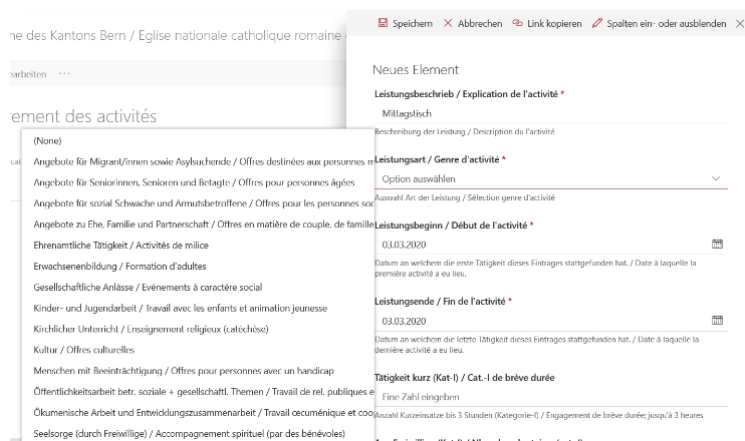 Speichern Abbrechen Link kopieren Spalten ein- oder ausblenden
ne des Kantons Bern / Eglise nationale catholique romaine
earbeiten ...
Neues Element
rement des activités
Leistungsbeschrieb / Explication de l'activité *
Mittagstisch
Beschreibung der Leistung / Description du l'activité
Leistungsart / Genre d'activité *
Option auswählen
Auswahl Art der Leistung / Sélection genre d'activité
Leistungsbeginn / Début de l'activité *
03.03.2020
Datum an welchem die erste Tätigkeit dieses Eintrages stattgefunden hat. / Date à laquelle la
première activité a eu lieu.
Leistungsende / Fin de l'activité *
03.03.2020
Datum an welchem die letzte Tätigkeit dieses Eintrages stattgefunden hat. / Date à laquelle la
dernière activité a eu lieu.
Tätigkeit kurz (Kat-I) / Cat.-I de brève durée
Eine Zahl eingeben
Anzahl Kurzeinsätze bis 3 Stunden (Kategorie-I) / Engagement de brève durée; jusqu'à 3 heures
(None)
Angebote für Migrant/innen sowie Asylsuchende / Offres destinées aux personnes m
Angebote für Seniorinnen, Senioren und Betagte / Offres pour personnes âgées
Angebote für sozial Schwache und Armutsbetroffene / Offres pour les personnes soc
Angebote zu Ehe, Familie und Partnerschaft / Offres en matière de couple, de famille
Ehrenamtliche Tätigkeit / Activités de milice
Erwachsenenbildung / Formation d'adultes
Gesellschaftliche Anlässe / Evénements à caractère social
Kinder- und Jugendarbeit / Travail avec les enfants et animation jeunesse
Kirchlicher Unterricht / Enseignement religieux (catéchèse)
Kultur / Offres culturelles
Menschen mit Beeinträchtigung / Offres pour personnes avec un handicap
Öffentlichkeitsarbeit betr. soziale + gesellschaftl. Themen / Travail de rel. publiques e
Ökumenische Arbeit und Entwicklungszusammenarbeit / Travail œcuménique et coo
Seelsorge (durch Freiwillige) / Accompagnement spirituel (par des bénévoles)